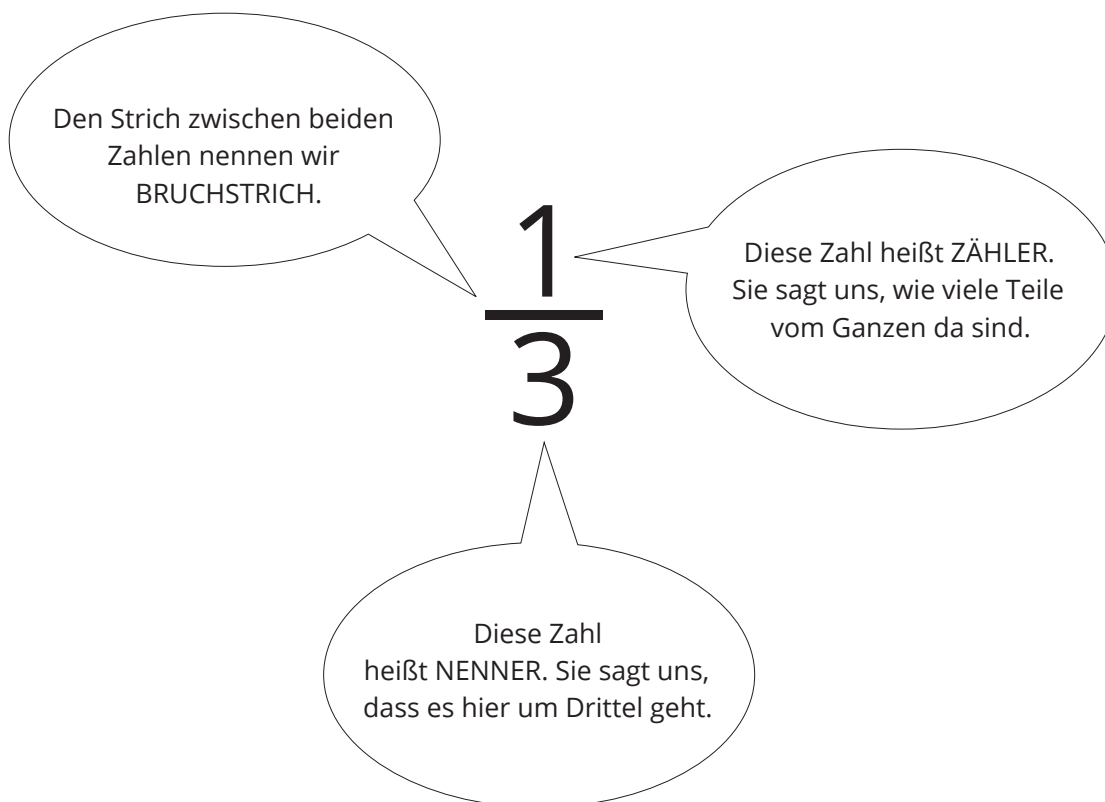 Den Strich zwischen beiden
Zahlen nennen wir
BRUCHSTRICH.
1
3
Diese Zahl heißt ZÄHLER.
Sie sagt uns, wie viele Teile
vom Ganzen da sind.
Diese Zahl
heißt NENNER. Sie sagt uns,
dass es hier um Drittel geht.